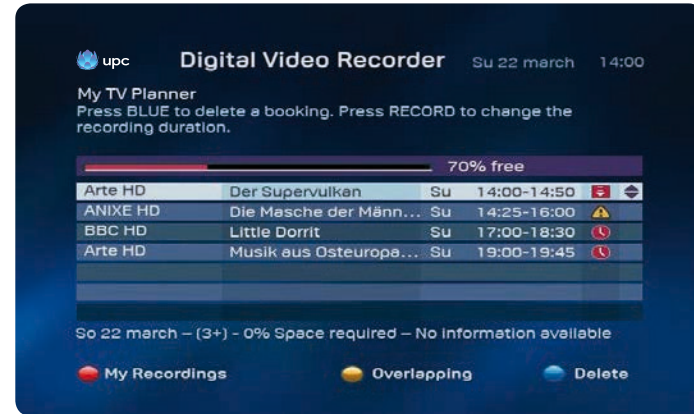 upc Digital Video Recorder Su 22 march 14:00
My TV Planner
Press BLUE to delete a booking. Press RECORD to change the
recording duration.
70% free
Arte HD Der Supervulkan Su 14:00-14:50
ANIXE HD Die Masche der Männ... Su 14:25-16:00
BBC HD Little Dorrit Su 17:00-18:30
Arte HD Musik aus Osteuropa... Su 19:00-19:45
So 22 march – (3+) - 0% Space required – No information available
My Recordings Overlapping Delete